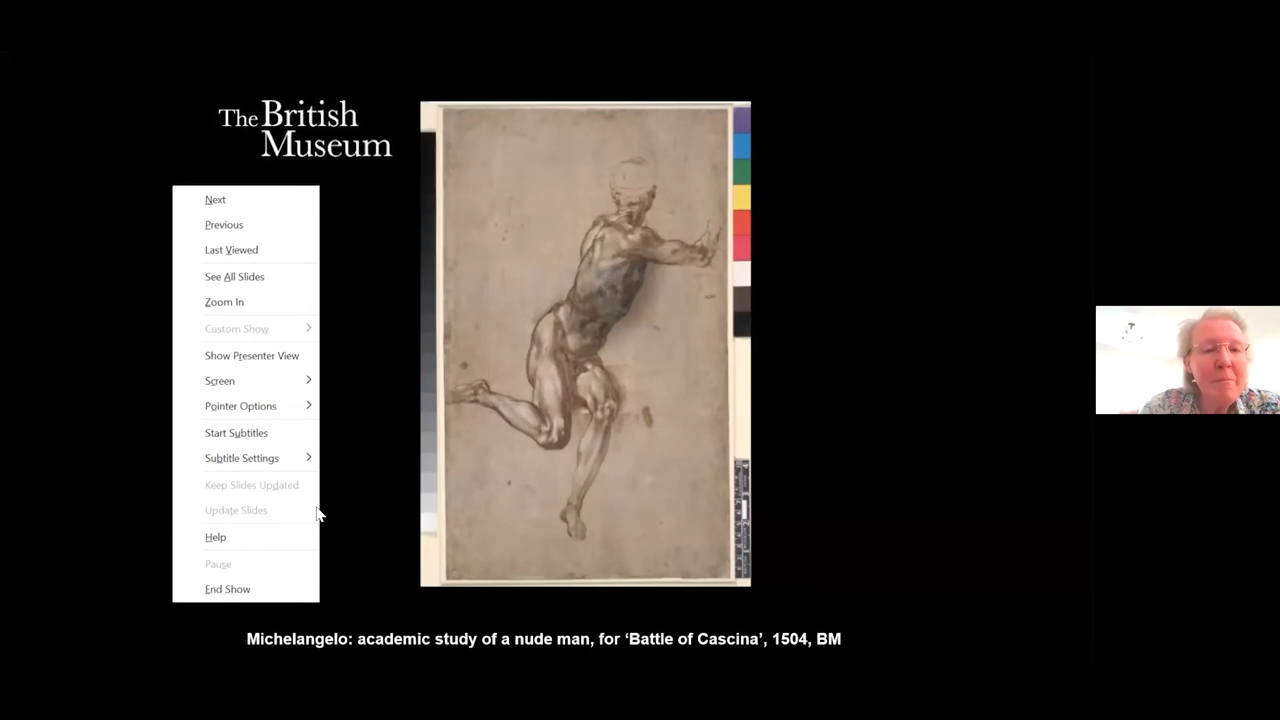 The British
Museum
Next
Previous
Last Viewed
See All Slides
Zoom In
Custom Show
Show Presenter View
Screen
Pointer Options
Start Subtitles
Subtitle Settings
Keep Slides Updated
Update Slides
Help
Pause
End Show
Michelangelo: academic study of a nude man, for ‘Battle of Cascina’, 1504, BM